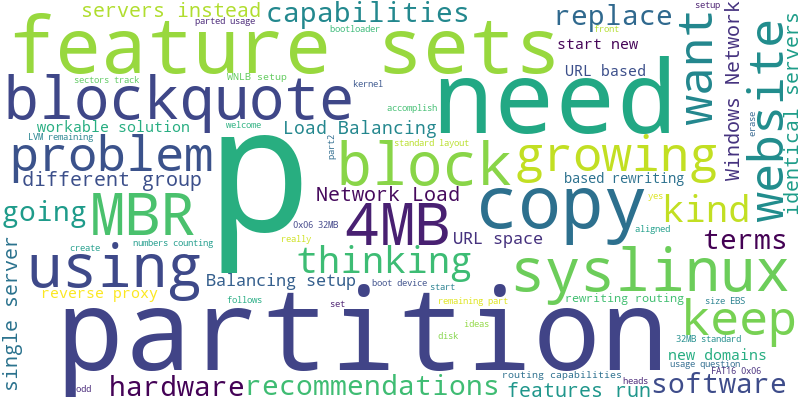 servers instead
parted usage
capabilities
replace
setup
feature sets
bootloader
front
start new
want
website
identical servers
Windows Network
blockquote
sectors track
WNLB setup
kernel
need
URL based
accomplish
workable solution
welcome
Load Balancing
standard layout
erase
LVM remaining
problem
p
part2
block
growing
different group
based rewriting
going
MBR
Network Load
4MB
copy
yes
kind
0x06 32MB
URL space
aligned
terms
really
create
numbers counting
using
thinking
syslinux
single server
Balancing setup
boot device
start
reverse proxy
follows
set
remaining part
rewriting routing
size EBS
keep
partition
ideas
disk
32MB standard
new domains
usage question
odd
hardware
recommendations
routing capabilities
features run
heads
FAT16 0x06
software